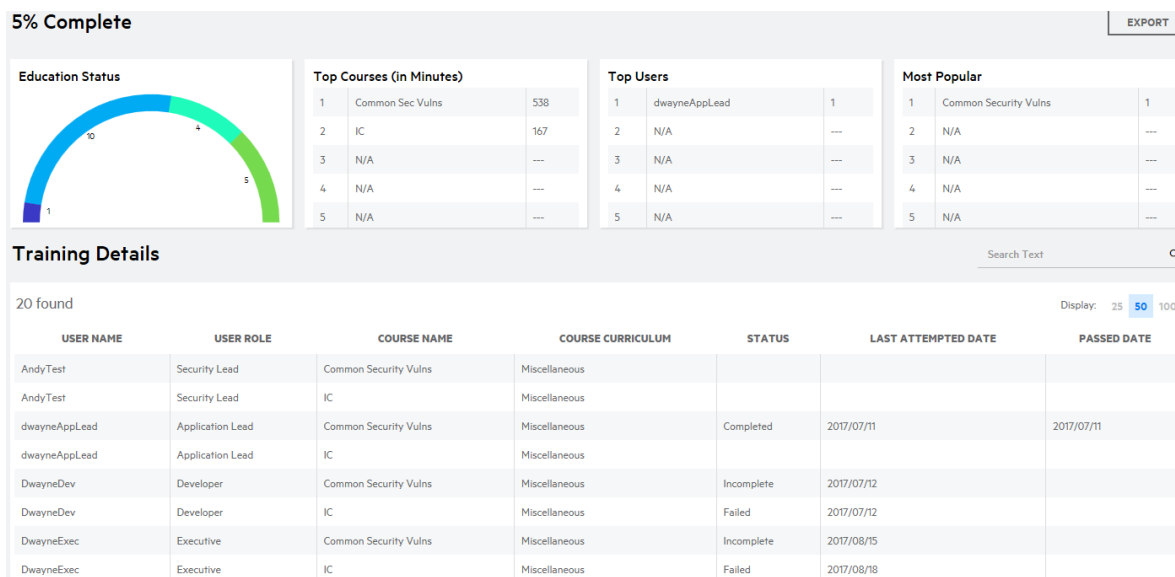 5% Complete
EXPORT
Education Status
10
4
5
1
Top Courses (in Minutes)
1 Common Sec Vulns 538
2 IC 167
3 N/A ---
4 N/A ---
5 N/A ---
Top Users
1 dwayneAppLead 1
2 N/A ---
3 N/A ---
4 N/A ---
5 N/A ---
Most Popular
1 Common Security Vulns 1
2 N/A ---
3 N/A ---
4 N/A ---
5 N/A ---
Training Details
Search Text
20 found
Display: 25 50 100
USER NAME USER ROLE COURSE NAME COURSE CURRICULUM STATUS LAST ATTEMPTED DATE PASSED DATE
AndyTest Security Lead Common Security Vulns Miscellaneous
AndyTest Security Lead IC Miscellaneous
dwayneAppLead Application Lead Common Security Vulns Miscellaneous Completed 2017/07/11 2017/07/11
dwayneAppLead Application Lead IC Miscellaneous
DwayneDev Developer Common Security Vulns Miscellaneous Incomplete 2017/07/12
DwayneDev Developer IC Miscellaneous Failed 2017/07/12
DwayneExec Executive Common Security Vulns Miscellaneous Incomplete 2017/08/15
DwayneExec Executive IC Miscellaneous Failed 2017/08/18